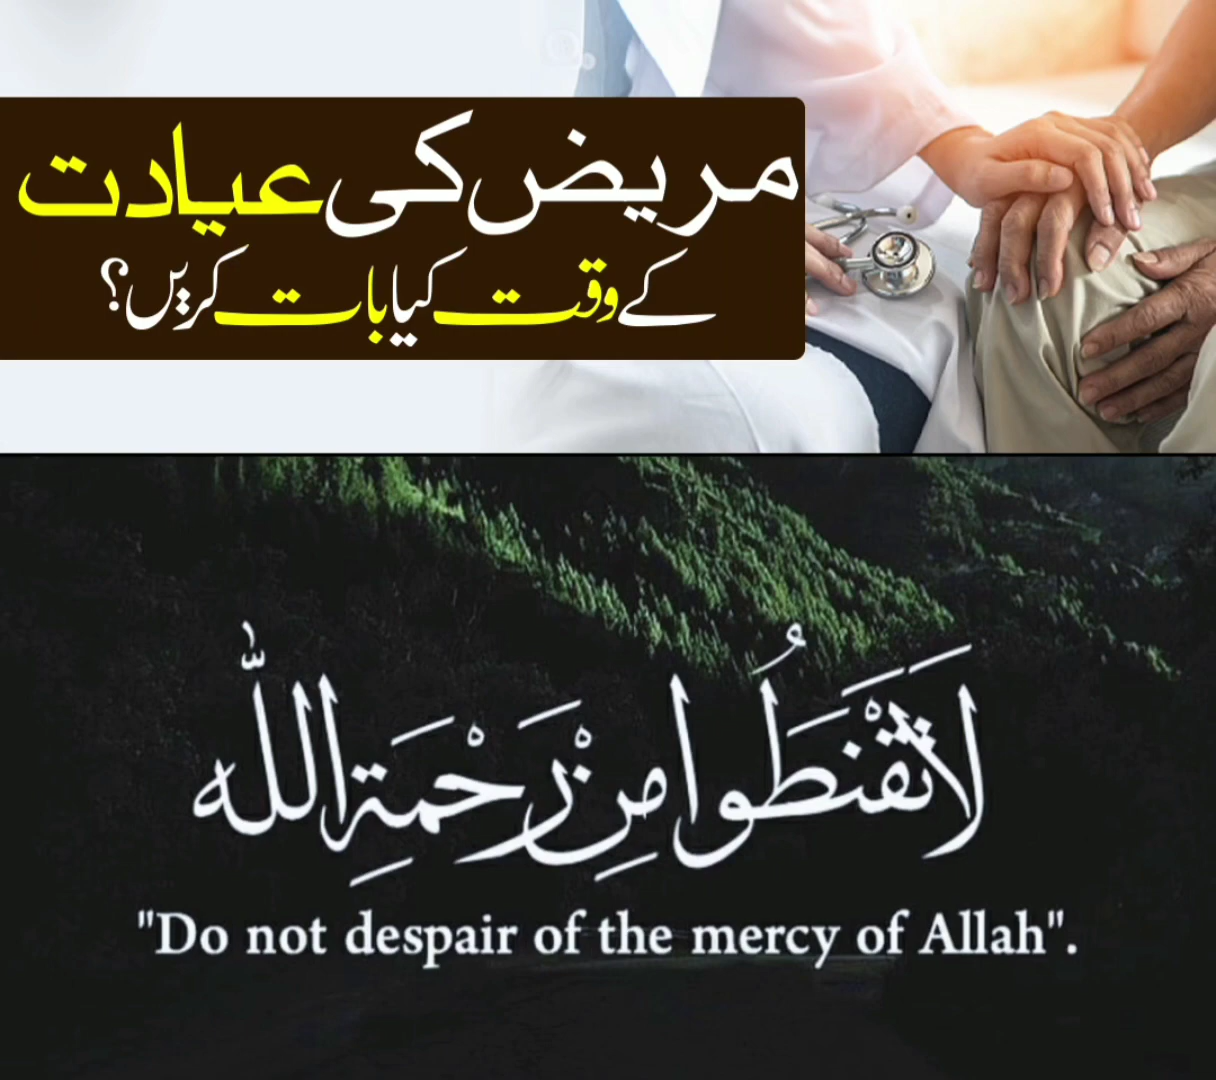 مریض کی عیادت
کے وقت کیا بات کریں؟
لَا تَقْنَطُوا مِنْ رَحْمَةِ اللّٰه
"Do not despair of the mercy of Allah".